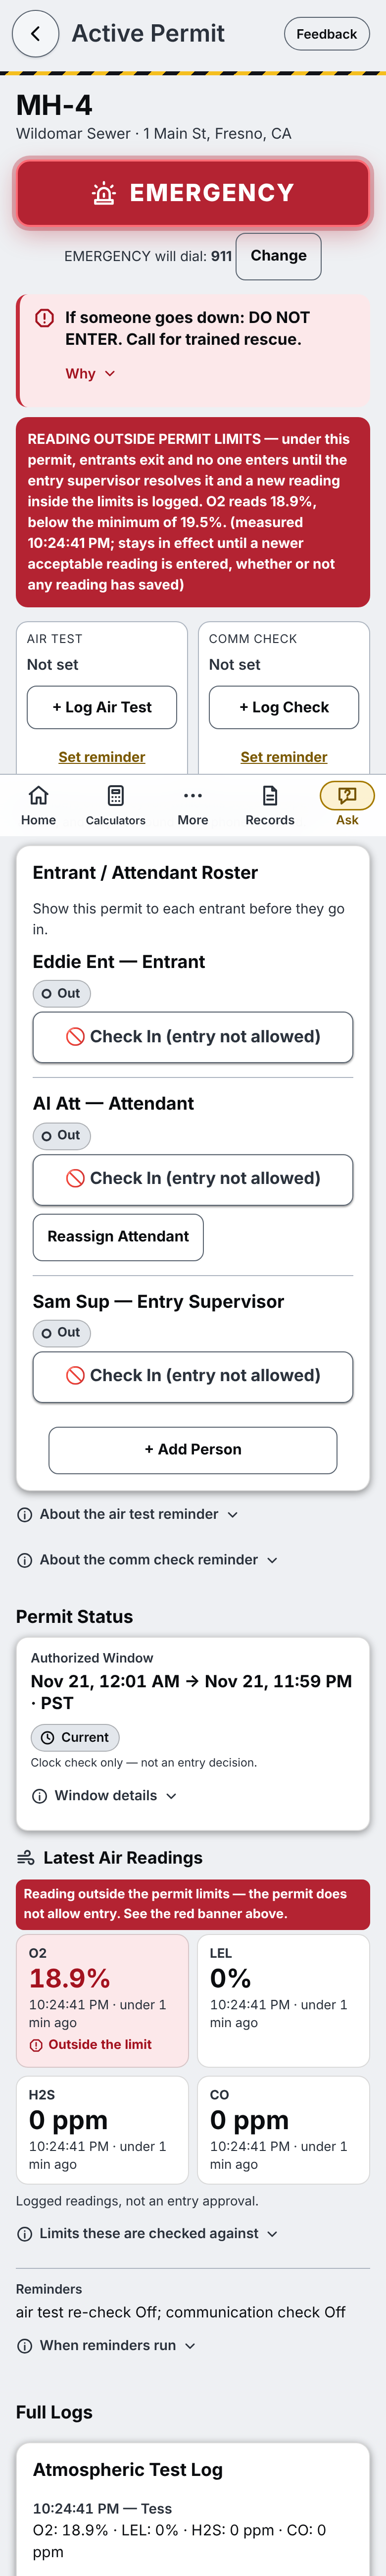 Active Permit
Feedback
MH-4
Wildomar Sewer · 1 Main St, Fresno, CA
EMERGENCY
EMERGENCY will dial: 911
Change
If someone goes down: DO NOT
ENTER. Call for trained rescue.
Why
READING OUTSIDE PERMIT LIMITS — under this
permit, entrants exit and no one enters until the
entry supervisor resolves it and a new reading
inside the limits is logged. O2 reads 18.9%,
below the minimum of 19.5%. (measured
10:24:41 PM; stays in effect until a newer
acceptable reading is entered, whether or not
any reading has saved)
AIR TEST
Not set
+ Log Air Test
Set reminder
COMM CHECK
Not set
+ Log Check
Set reminder
Home
Calculators
More
Records
Ask
Entrant / Attendant Roster
Show this permit to each entrant before they go
in.
Eddie Ent — Entrant
Out
🚫 Check In (entry not allowed)
Al Att — Attendant
Out
🚫 Check In (entry not allowed)
Reassign Attendant
Sam Sup — Entry Supervisor
Out
🚫 Check In (entry not allowed)
+ Add Person
About the air test reminder
About the comm check reminder
Permit Status
Authorized Window
Nov 21, 12:01 AM → Nov 21, 11:59 PM
· PST
Current
Clock check only — not an entry decision.
Window details
Latest Air Readings
Reading outside the permit limits — the permit does
not allow entry. See the red banner above.
O2
18.9%
10:24:41 PM · under 1
min ago
Outside the limit
LEL
0%
10:24:41 PM · under 1
min ago
H2S
0 ppm
10:24:41 PM · under 1
min ago
CO
0 ppm
10:24:41 PM · under 1
min ago
Logged readings, not an entry approval.
Limits these are checked against
Reminders
air test re-check Off; communication check Off
When reminders run
Full Logs
Atmospheric Test Log
10:24:41 PM — Tess
O2: 18.9% · LEL: 0% · H2S: 0 ppm · CO: 0
ppm